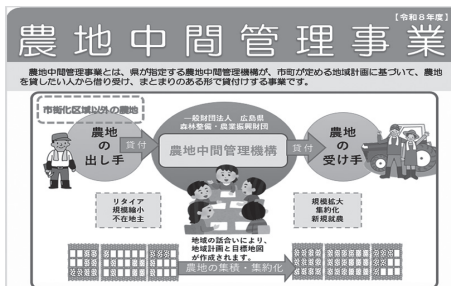 【令和８年度】
農地中間管理事業
農地中間管理事業とは、県が指定する農地中間管理機構が、市町が定める地域計画に基づいて、農地
を貸したい人から借り受け、まとまりのある形で貸付けする事業です。
市街化区域以外の農地
農地
の
出し手
貸付
一般財団法人　広島県
森林整備・農業振興財団
農地中間管理機構
貸付
農地
の
受け手
リタイア
規模縮小
不在地主
規模拡大
集約化
新規就農
地域の話合いにより、
地域計画と目標地図
が作成されます。
農地の集積・集約化